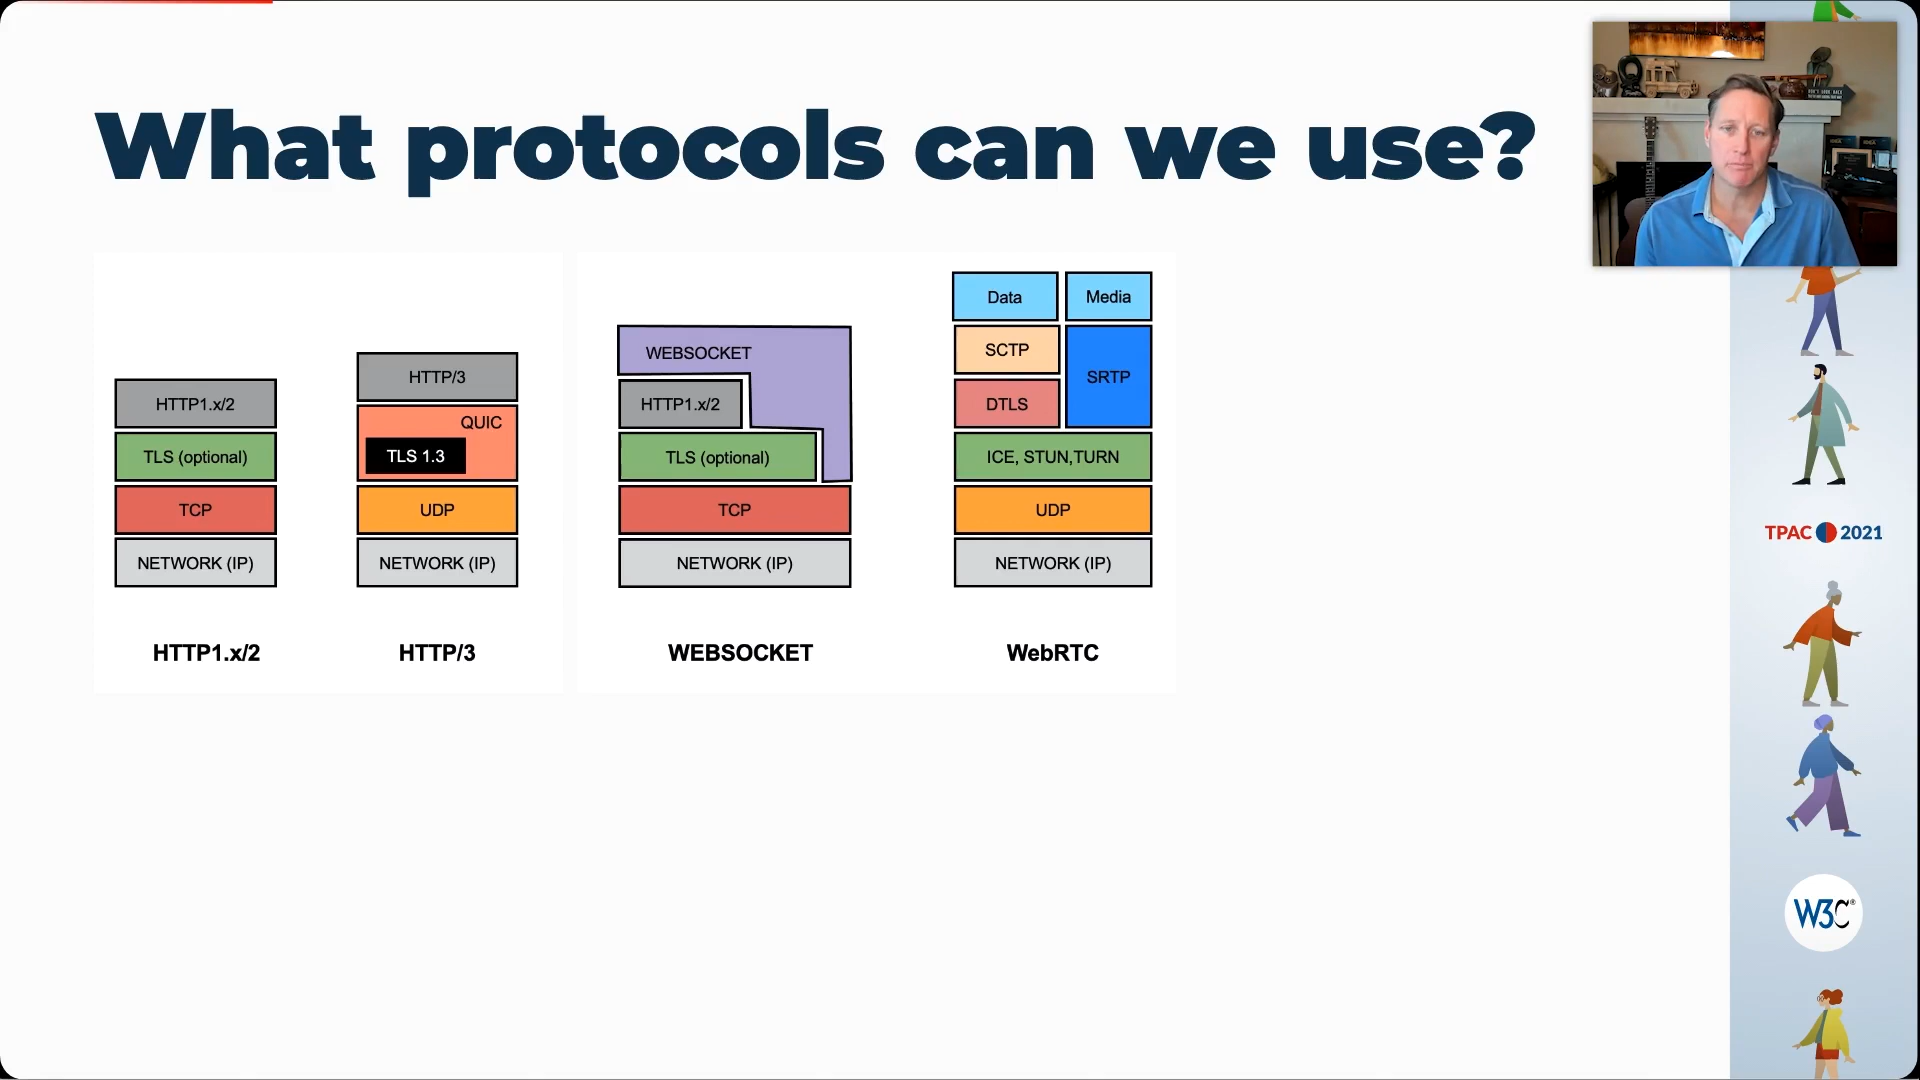 What protocols can we use?
HTTP1.x/2
TLS (optional)
TCP
NETWORK (IP)
HTTP1.x/2
HTTP/3
QUIC
TLS 1.3
UDP
NETWORK (IP)
HTTP/3
WEBSOCKET
HTTP1.x/2
TLS (optional)
TCP
NETWORK (IP)
WEBSOCKET
Data
Media
SCTP
SRTP
DTLS
ICE, STUN,TURN
UDP
NETWORK (IP)
WebRTC
TPAC 2021
W3C®